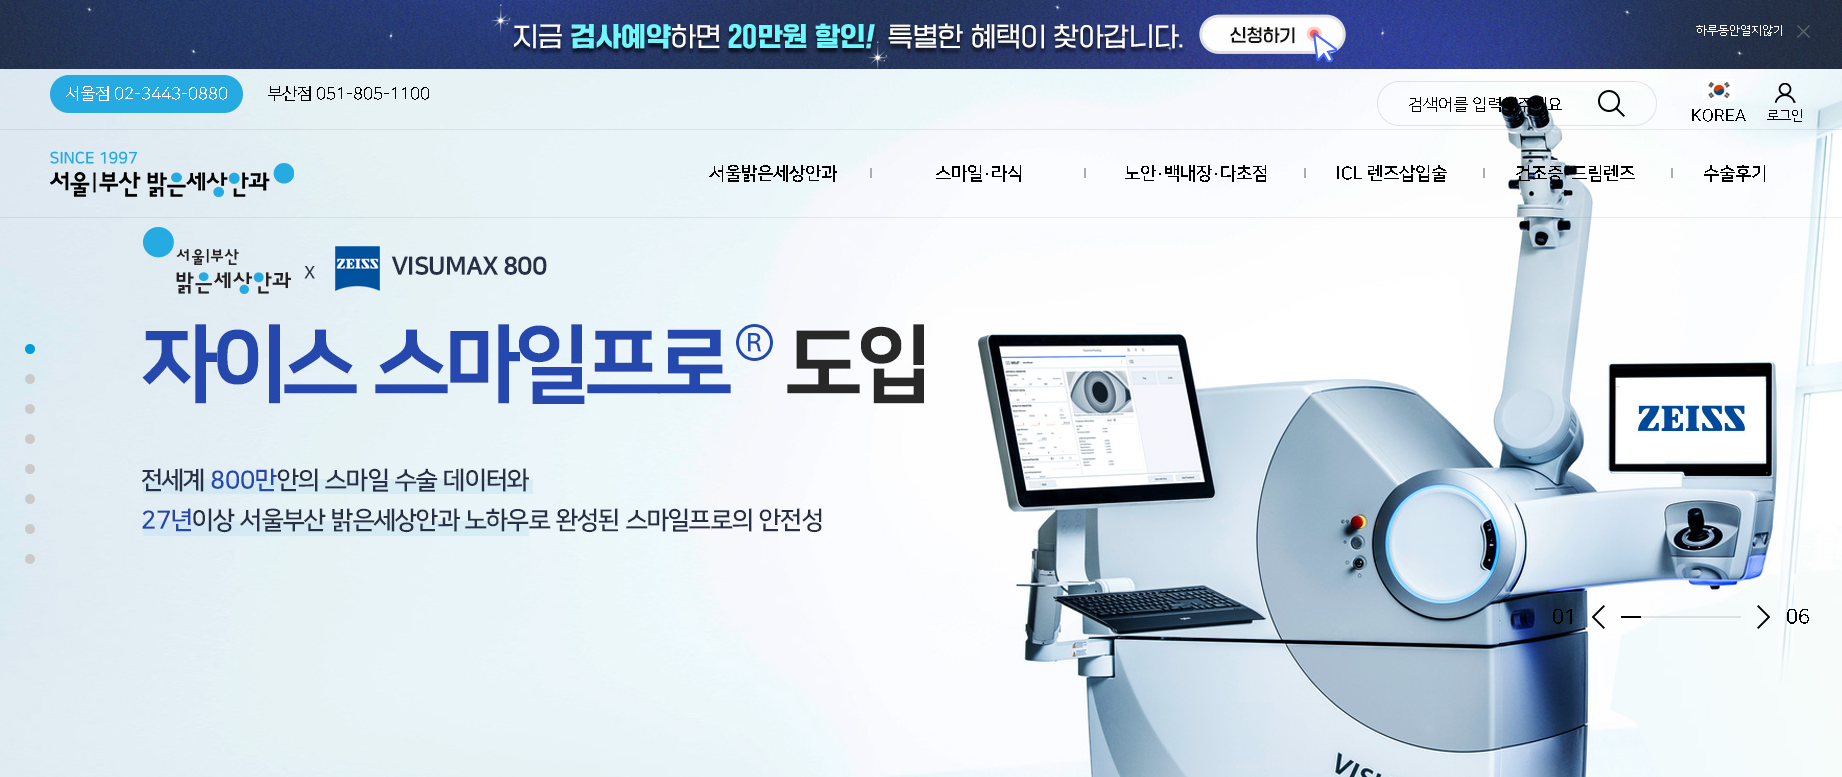 지금 검사예약하면 20만원 할인! 특별한 혜택이 찾아갑니다.
신청하기
하루동안열지않기
서울점 02-3443-0880
부산점 051-805-1100
검색어를 입력
요
KOREA
로그인
SINCE 1997
서울|부산 밝은세상안과
서울밝은세상안과
스마일·라식
노안·백내장·다초점
ICL 렌즈삽입술
건조증·드림렌즈
수술후기
서울|부산
밝은세상안과
x
ZEISS
VISUMAX 800
자이스 스마일프로® 도입
전세계 800만안의 스마일 수술 데이터와
27년이상 서울부산 밝은세상안과 노하우로 완성된 스마일프로의 안전성
ZEISS
01
06